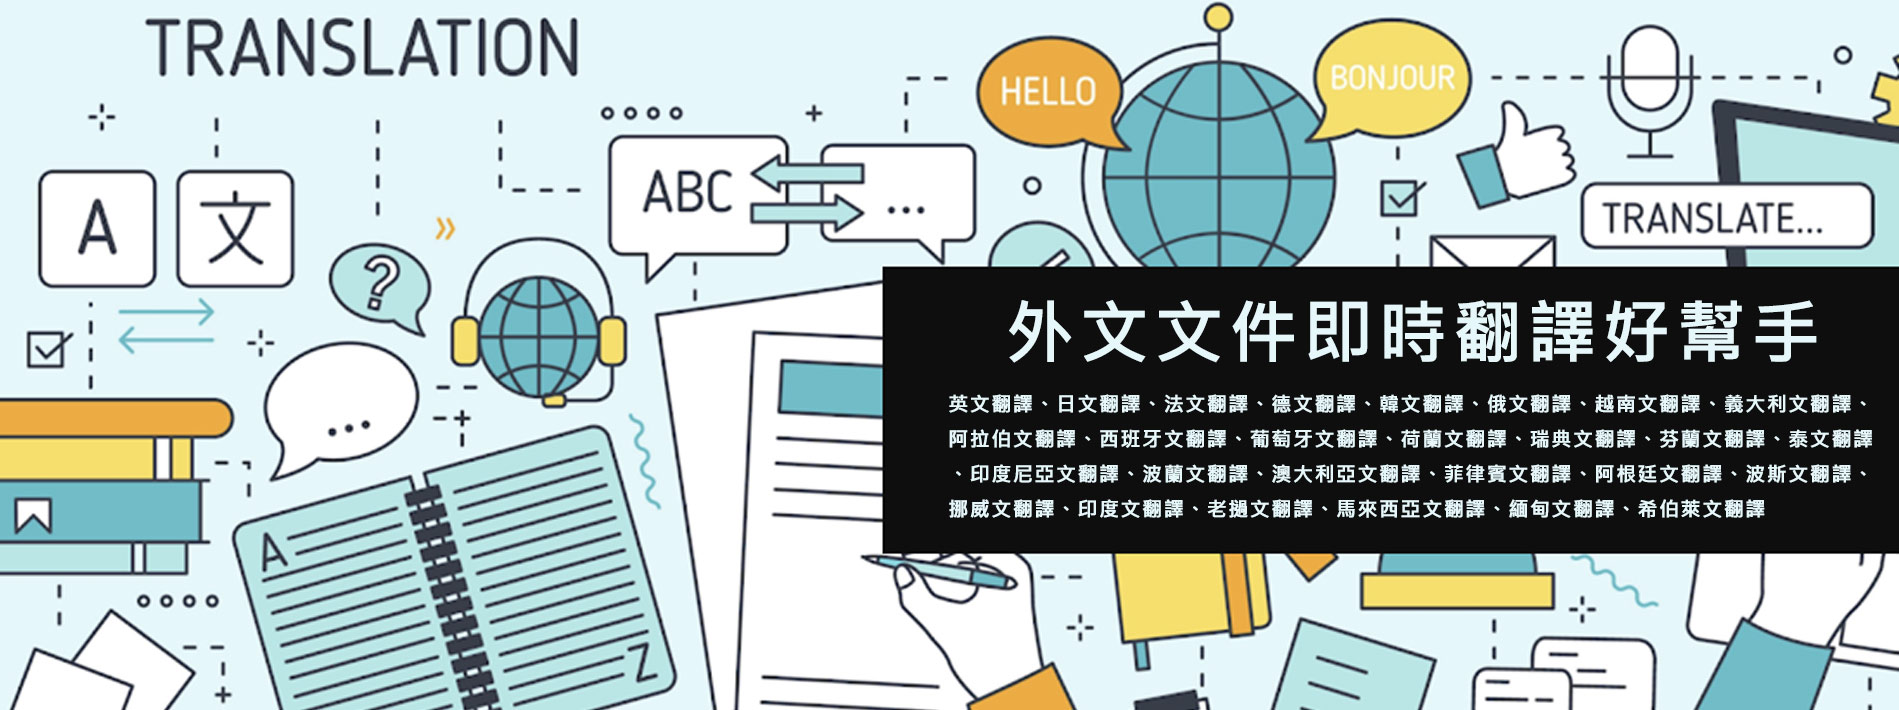 TRANSLATION
HELLO
BONJOUR
A
文
?
ABC
...
TRANSLATE...
...
A
Z
外文文件即時翻譯好幫手
英文翻譯、日文翻譯、法文翻譯、德文翻譯、韓文翻譯、俄文翻譯、越南文翻譯、義大利文翻譯、
阿拉伯文翻譯、西班牙文翻譯、葡萄牙文翻譯、荷蘭文翻譯、瑞典文翻譯、芬蘭文翻譯、泰文翻譯
、印度尼亞文翻譯、波蘭文翻譯、澳大利亞文翻譯、菲律賓文翻譯、阿根廷文翻譯、波斯文翻譯、
挪威文翻譯、印度文翻譯、老撾文翻譯、馬來西亞文翻譯、緬甸文翻譯、希伯萊文翻譯